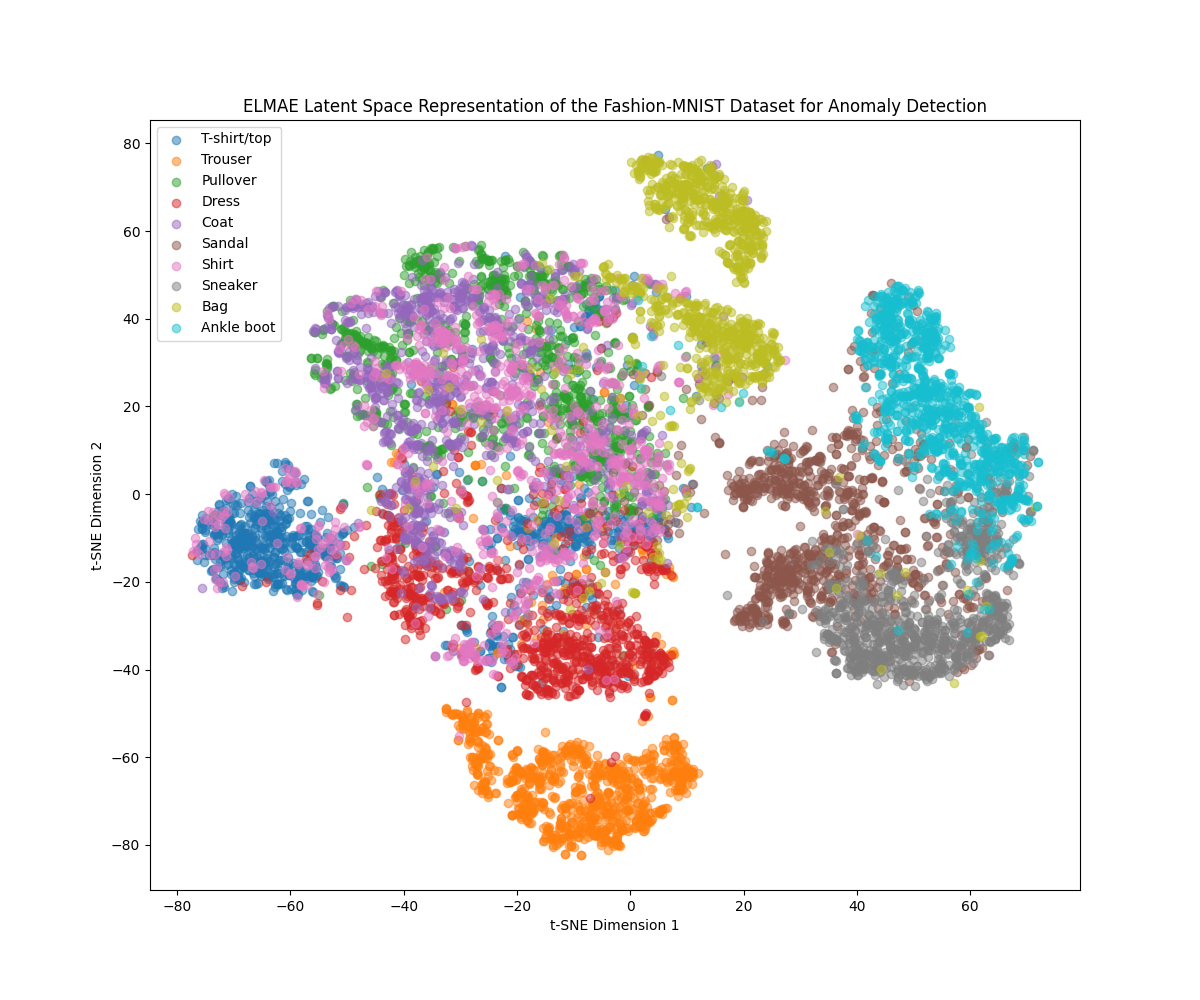 ELMAE Latent Space Representation of the Fashion-MNIST Dataset for Anomaly Detection
T-shirt/top
Trouser
Pullover
Dress
Coat
Sandal
Shirt
Sneaker
Bag
Ankle boot
80
60
40
20
0
−20
−40
−60
−80
t-SNE Dimension 2
−80 −60 −40 −20 0 20 40 60
t-SNE Dimension 1